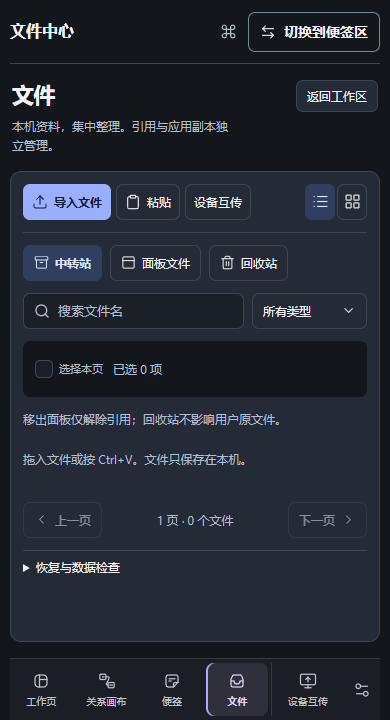 文件中心
切换到便签区
文件
返回工作区
本机资料，集中整理。引用与应用副本独
立管理。
导入文件 粘贴 设备互传
中转站 面板文件 回收站
搜索文件名 所有类型
选择本页 已选 0 项
移出面板仅解除引用；回收站不影响用户原文件。
拖入文件或按 Ctrl+V。文件只保存在本机。
上一页 1 页 · 0 个文件 下一页
恢复与数据检查
工作页 关系画布 便签 文件 设备互传